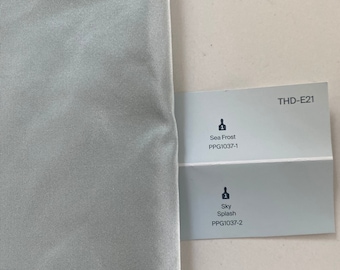 THD-E21
Sea Frost
PPG1037-1
Sky
Splash
PPG1037-2